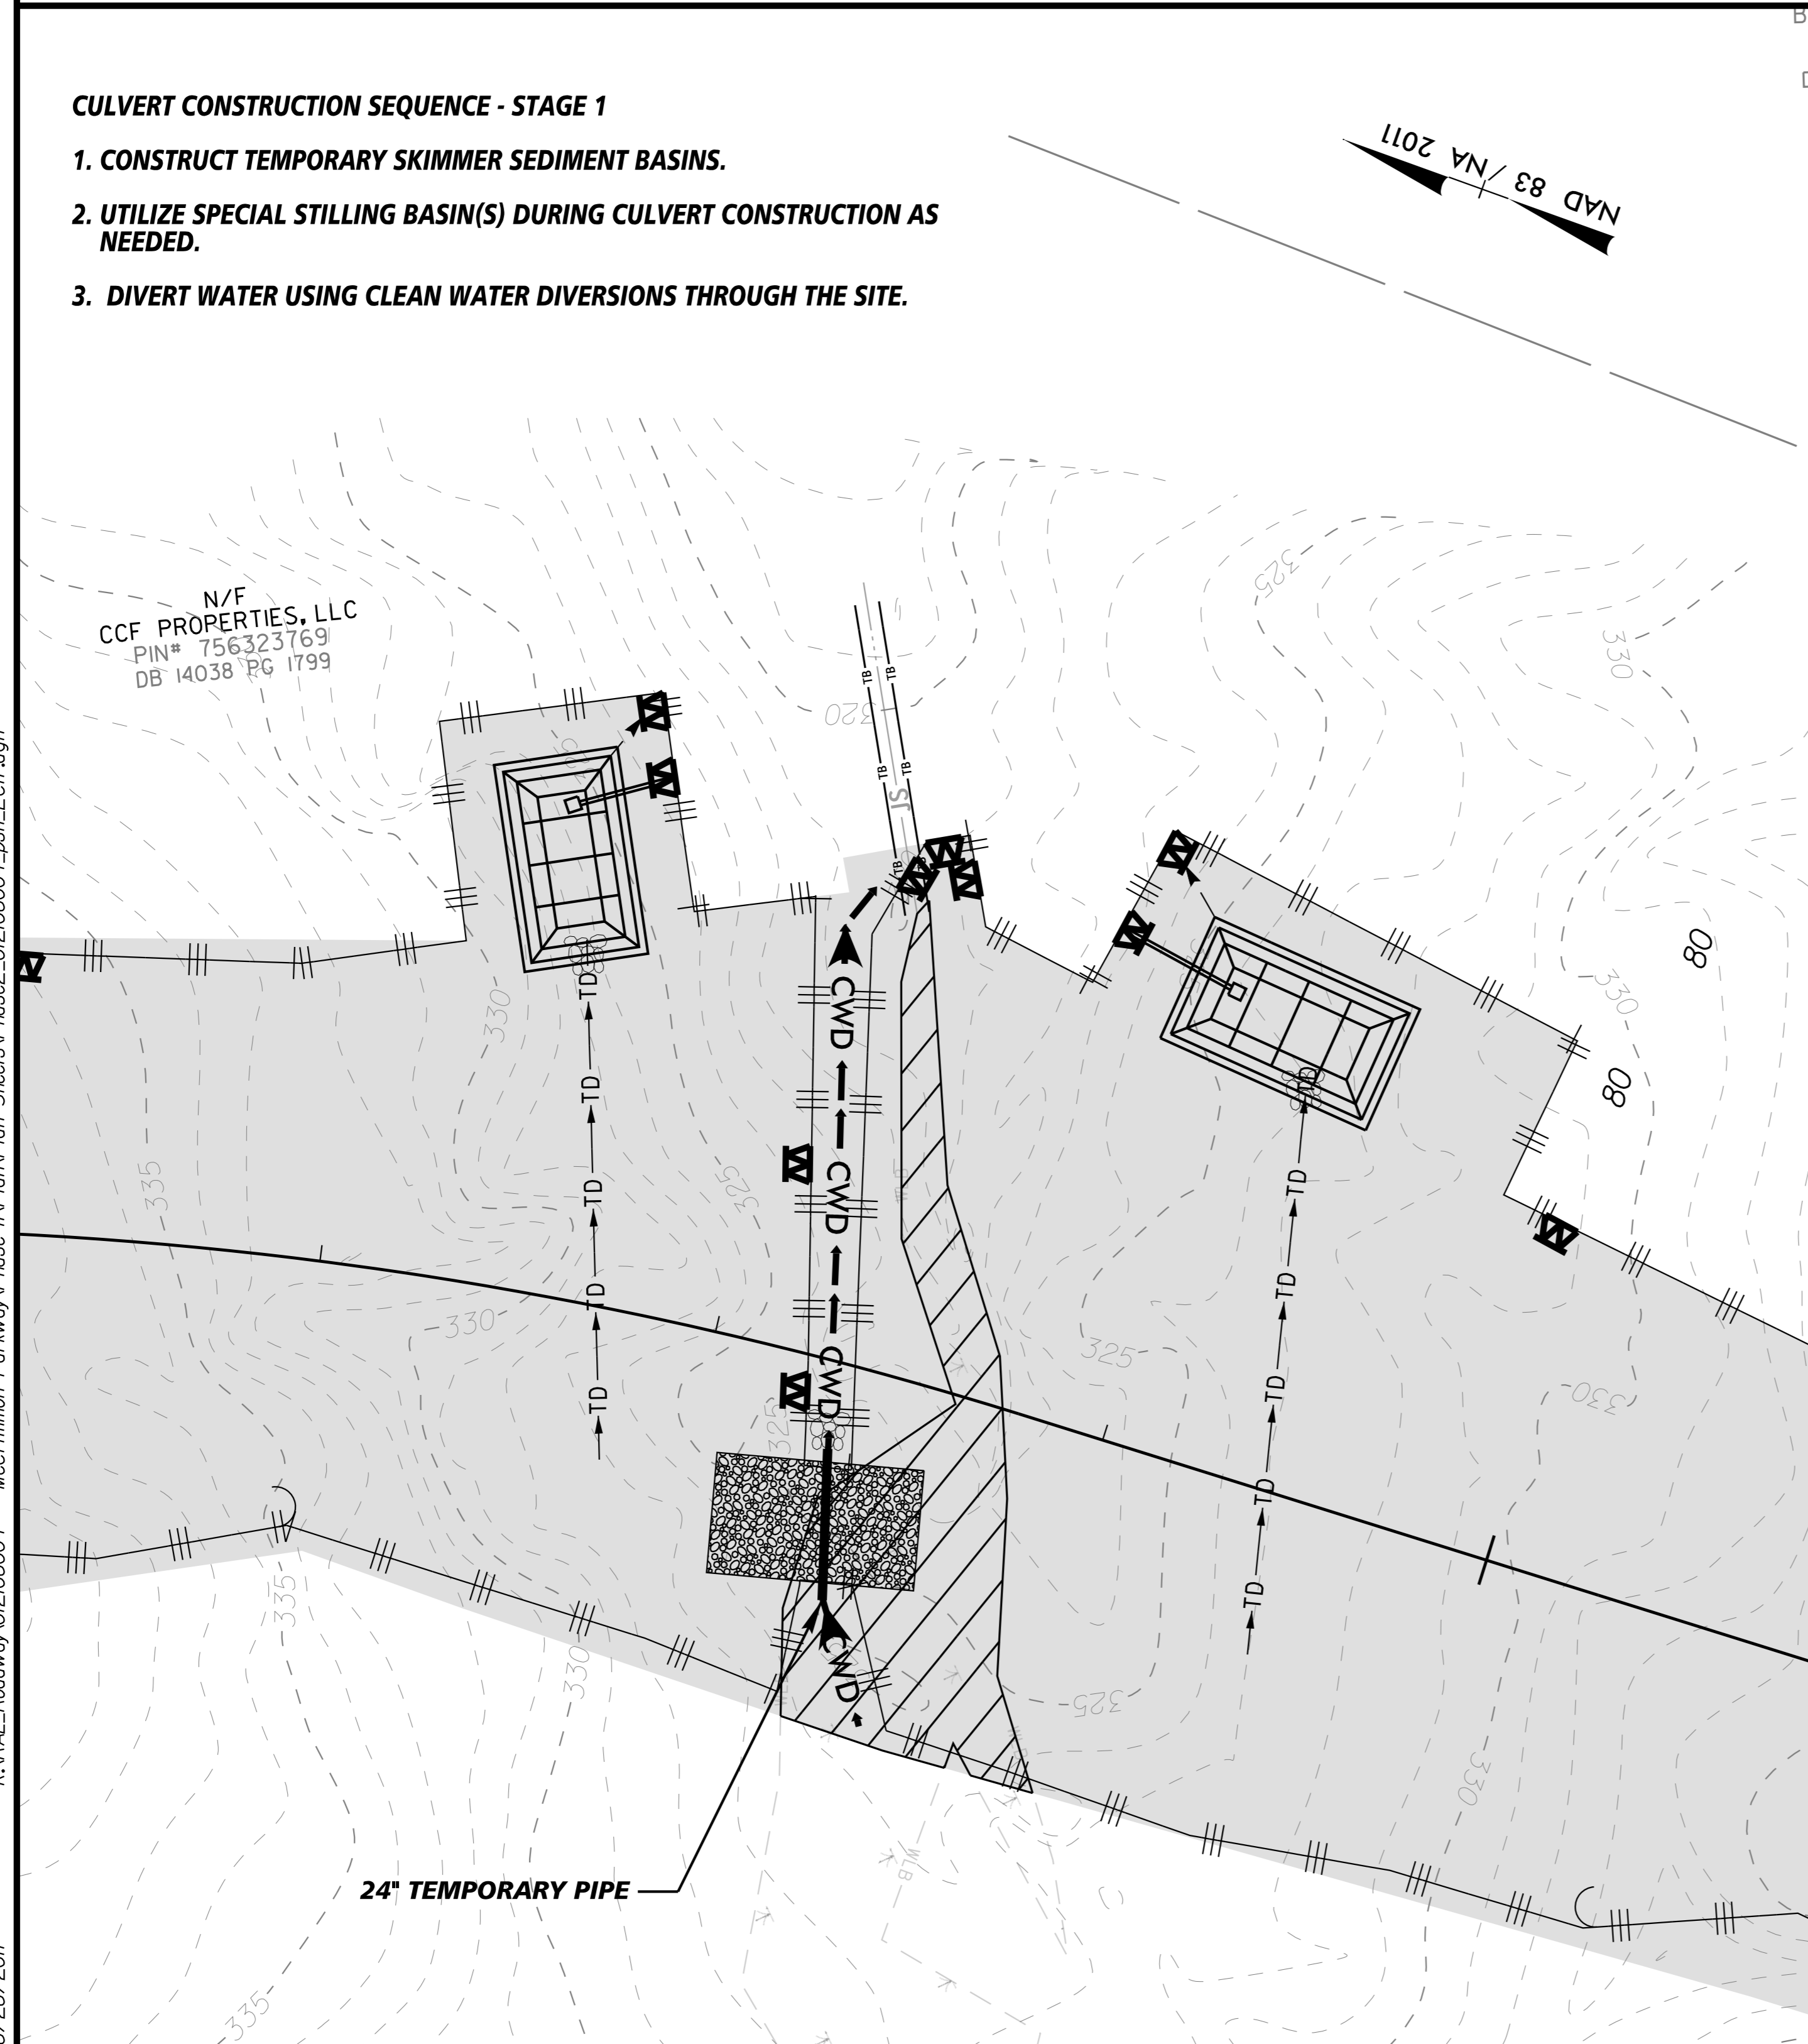 CULVERT CONSTRUCTION SEQUENCE - STAGE 1
1. CONSTRUCT TEMPORARY SKIMMER SEDIMENT BASINS.
2. UTILIZE SPECIAL STILLING BASIN(S) DURING CULVERT CONSTRUCTION AS
NEEDED.
3. DIVERT WATER USING CLEAN WATER DIVERSIONS THROUGH THE SITE.
NAD 83 /NA 2011
N/F
CCF PROPERTIES, LLC
PIN# 756323769
DB 14038 PG 1799
325
330
320
TB
TB
TB
TB
JS
TB
80
330
80
330
TD
CWD
TD
335
325
CWD
TD
TD
TD
330
TD
325
TD
CWD
330
TD
325
TD
TD
335
330
CWD
325
330
24" TEMPORARY PIPE
WLB
335